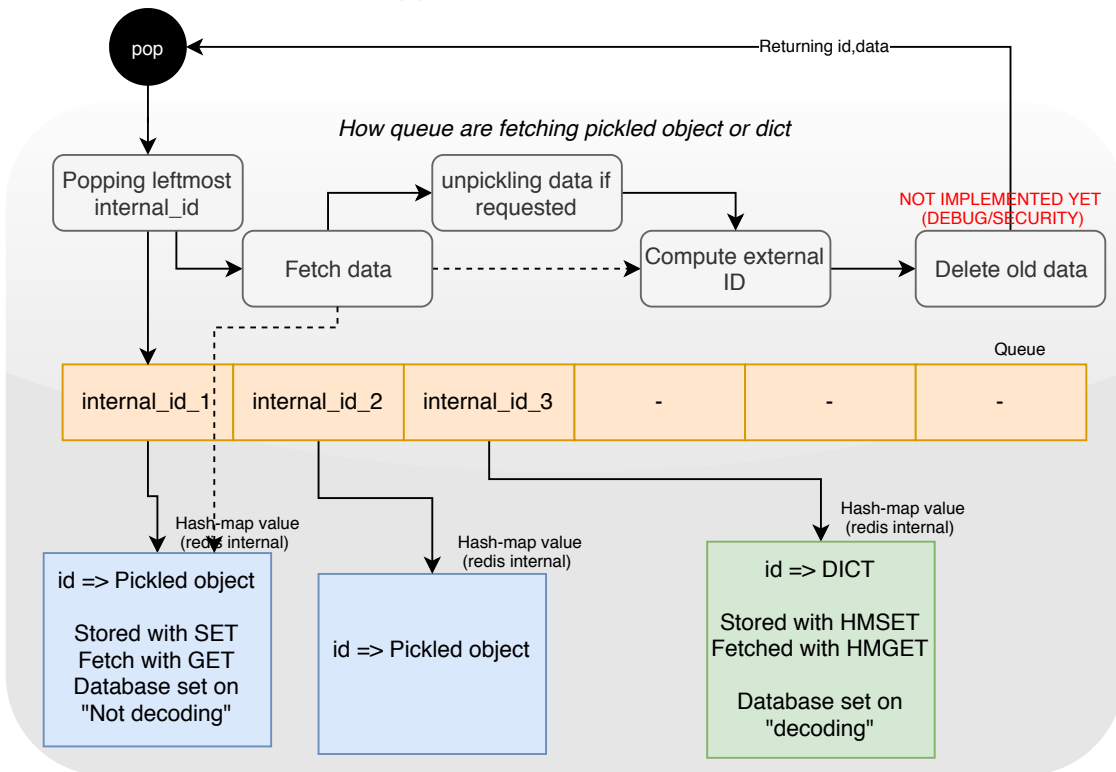 pop
Returning id,data
How queue are fetching pickled object or dict
Popping leftmost
internal_id
unpickling data if
requested
NOT IMPLEMENTED YET
(DEBUG/SECURITY)
Fetch data
Compute external
ID
Delete old data
Queue
internal_id_1
internal_id_2
internal_id_3
-
-
-
Hash-map value
(redis internal)
Hash-map value
(redis internal)
Hash-map value
(redis internal)
id => Pickled object
Stored with SET
Fetch with GET
Database set on
"Not decoding"
id => Pickled object
id => DICT
Stored with HMSET
Fetched with HMGET
Database set on
"decoding"